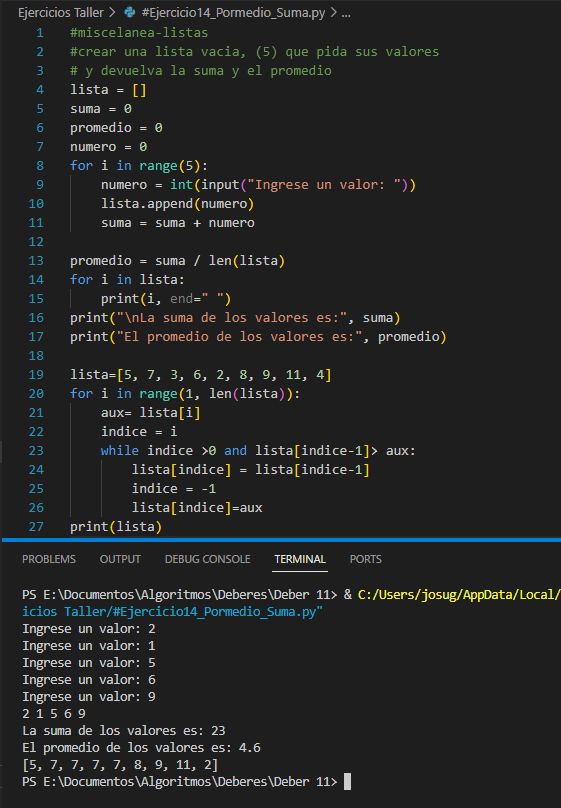 Ejercicios Taller > #Ejercicio14_Pormedio_Suma.py > ...
1 #miscelanea-listas
2 #crear una lista vacia, (5) que pida sus valores
3 # y devuelva la suma y el promedio
4 lista = []
5 suma = 0
6 promedio = 0
7 numero = 0
8 for i in range(5):
9 numero = int(input("Ingrese un valor: "))
10 lista.append(numero)
11 suma = suma + numero
12
13 promedio = suma / len(lista)
14 for i in lista:
15 print(i, end=" ")
16 print("\nLa suma de los valores es:", suma)
17 print("El promedio de los valores es:", promedio)
18
19 lista=[5, 7, 3, 6, 2, 8, 9, 11, 4]
20 for i in range(1, len(lista)):
21 aux= lista[i]
22 indice = i
23 while indice >0 and lista[indice-1]> aux:
24 lista[indice] = lista[indice-1]
25 indice = -1
26 lista[indice]=aux
27 print(lista)
PROBLEMS OUTPUT DEBUG CONSOLE TERMINAL PORTS
PS E:\Documentos\Algoritmos\Deberes\Deber 11> & C:/Users/josug/AppData/Local/
icios Taller/#Ejercicio14_Pormedio_Suma.py"
Ingrese un valor: 2
Ingrese un valor: 1
Ingrese un valor: 5
Ingrese un valor: 6
Ingrese un valor: 9
2 1 5 6 9
La suma de los valores es: 23
El promedio de los valores es: 4.6
[5, 7, 7, 7, 7, 8, 9, 11, 2]
PS E:\Documentos\Algoritmos\Deberes\Deber 11>